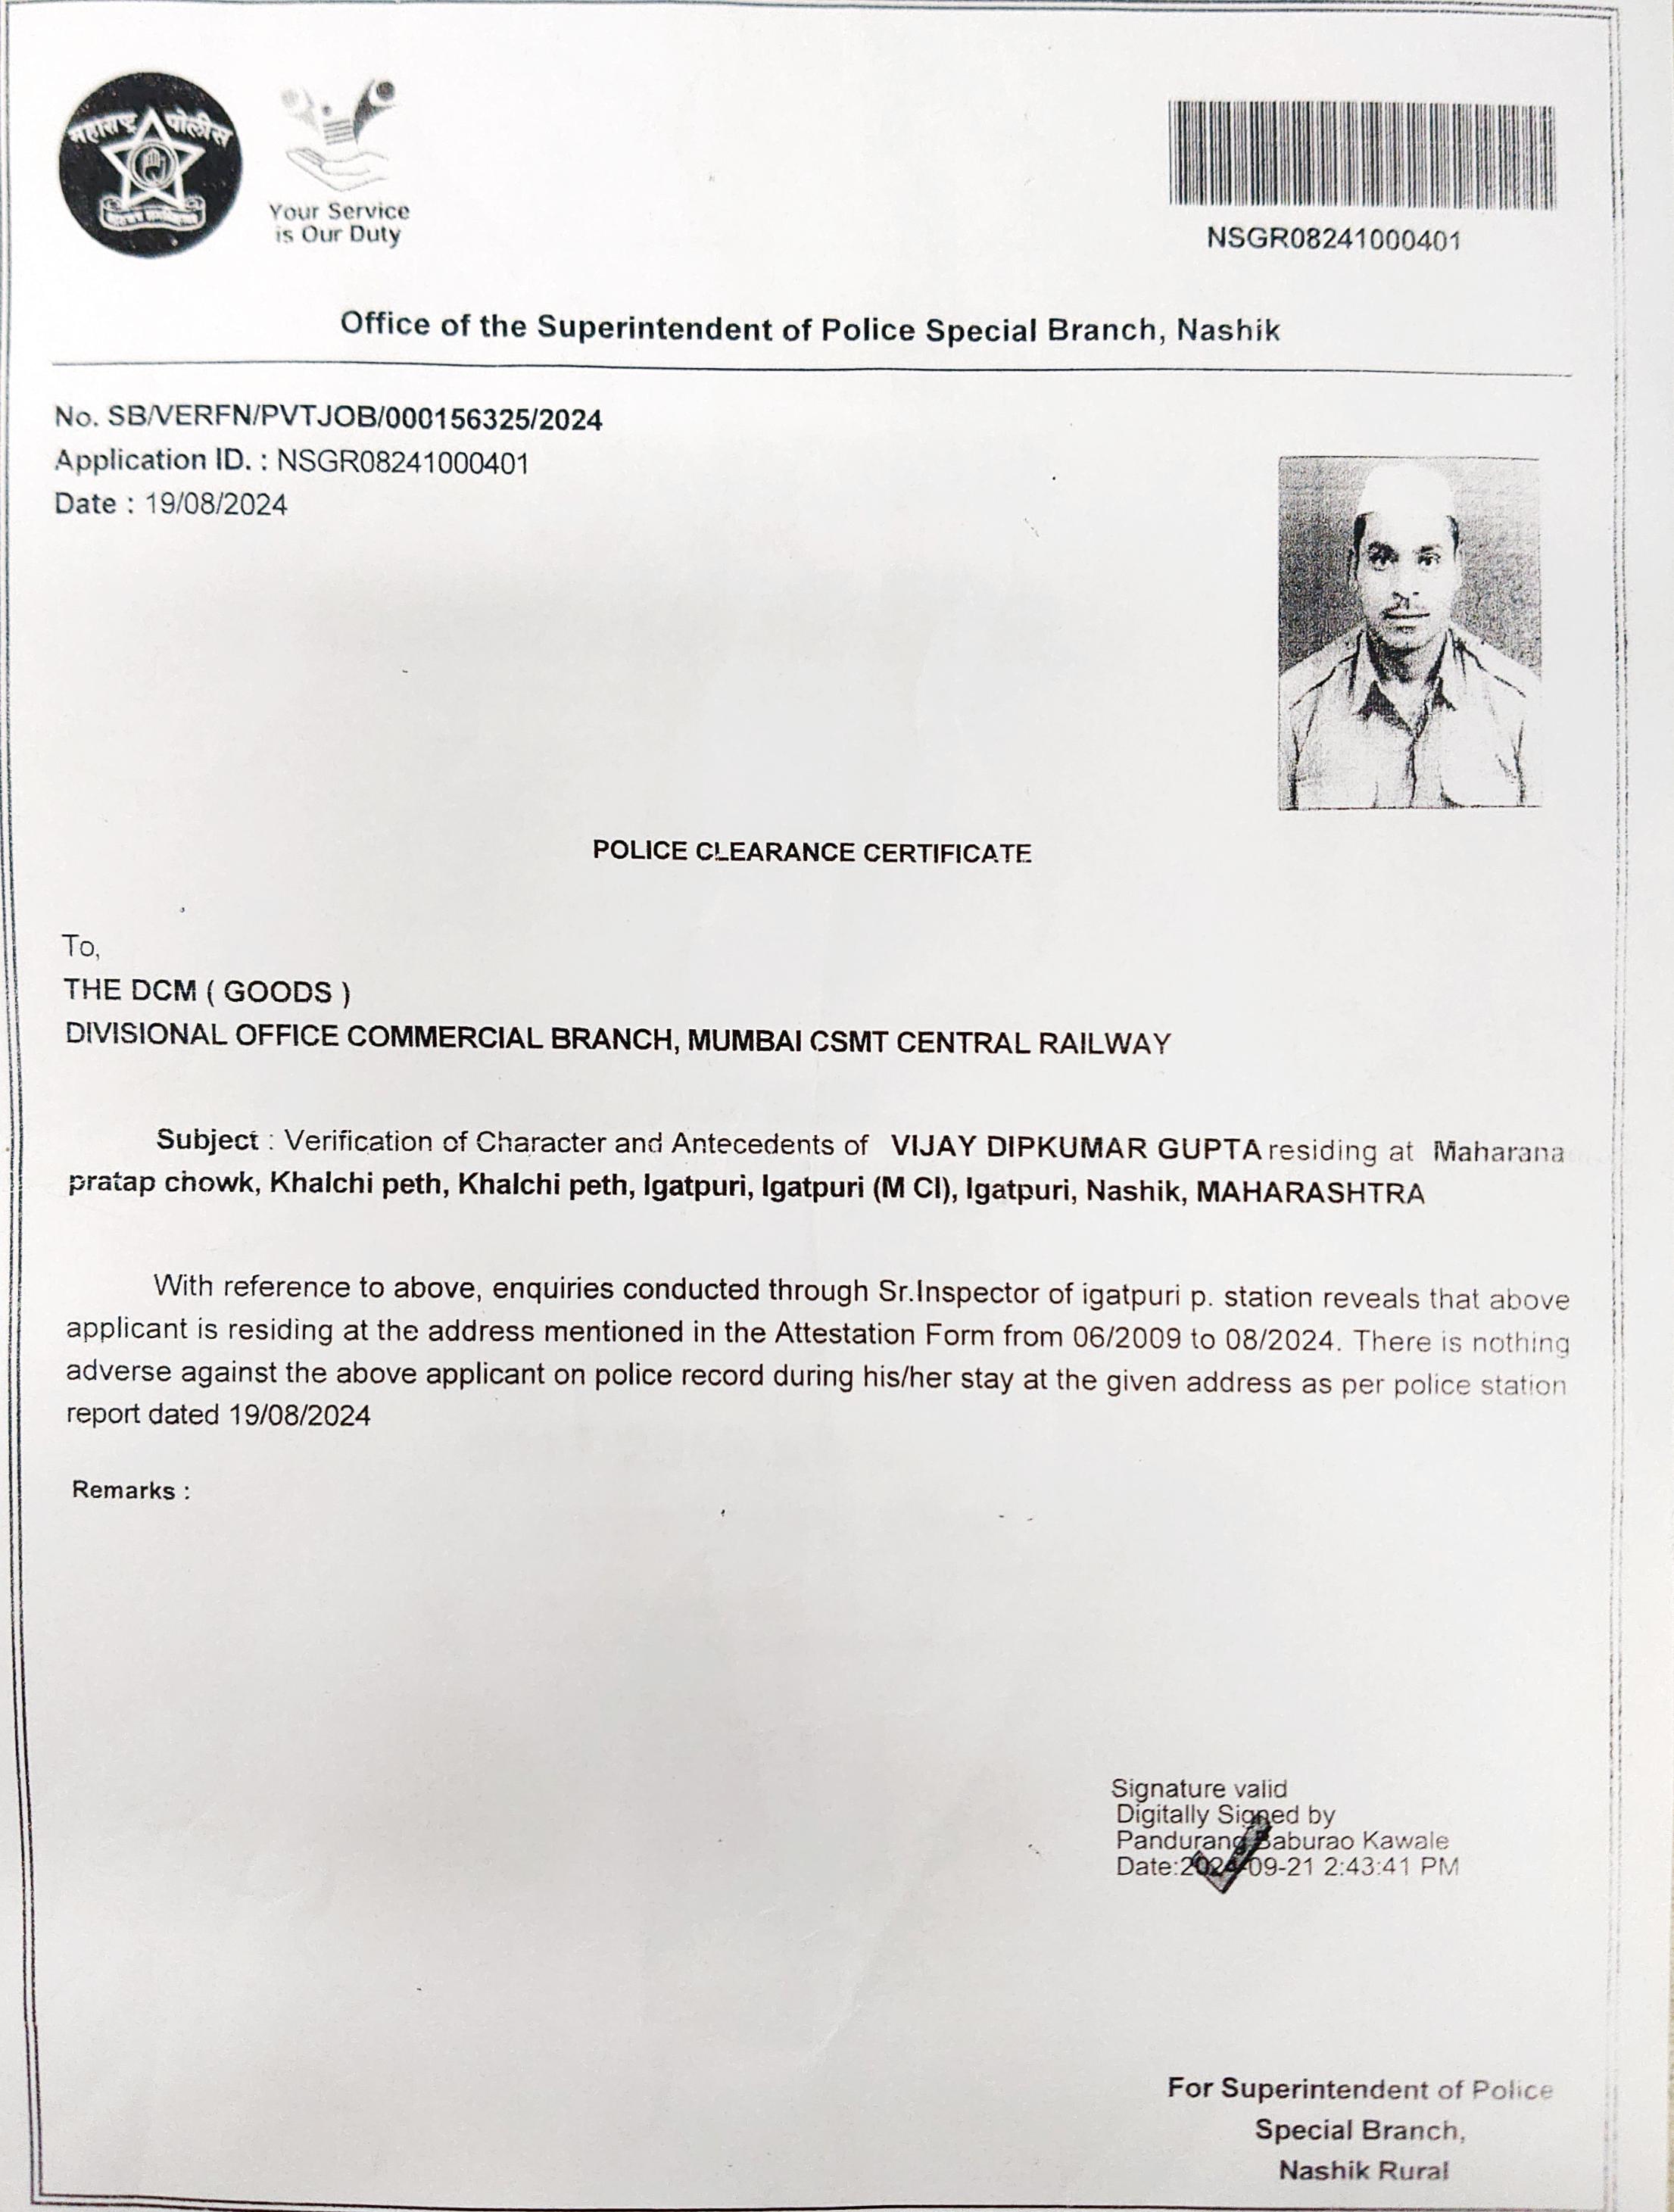 महाराष्ट्र पोलीस
Your Service
is Our Duty
NSGR08241000401
Office of the Superintendent of Police Special Branch, Nashik
No. SB/VERFN/PVTJOB/000156325/2024
Application ID. : NSGR08241000401
Date : 19/08/2024
POLICE CLEARANCE CERTIFICATE
To,
THE DCM ( GOODS )
DIVISIONAL OFFICE COMMERCIAL BRANCH, MUMBAI CSMT CENTRAL RAILWAY
Subject : Verification of Character and Antecedents of VIJAY DIPKUMAR GUPTA residing at Maharana
pratap chowk, Khalchi peth, Khalchi peth, Igatpuri, Igatpuri (M Cl), Igatpuri, Nashik, MAHARASHTRA
With reference to above, enquiries conducted through Sr.Inspector of igatpuri p. station reveals that above
applicant is residing at the address mentioned in the Attestation Form from 06/2009 to 08/2024. There is nothing
adverse against the above applicant on police record during his/her stay at the given address as per police station
report dated 19/08/2024
Remarks :
Signature valid
Digitally Signed by
Pandurang Baburao Kawale
Date:2024-09-21 2:43:41 PM
For Superintendent of Police
Special Branch,
Nashik Rural